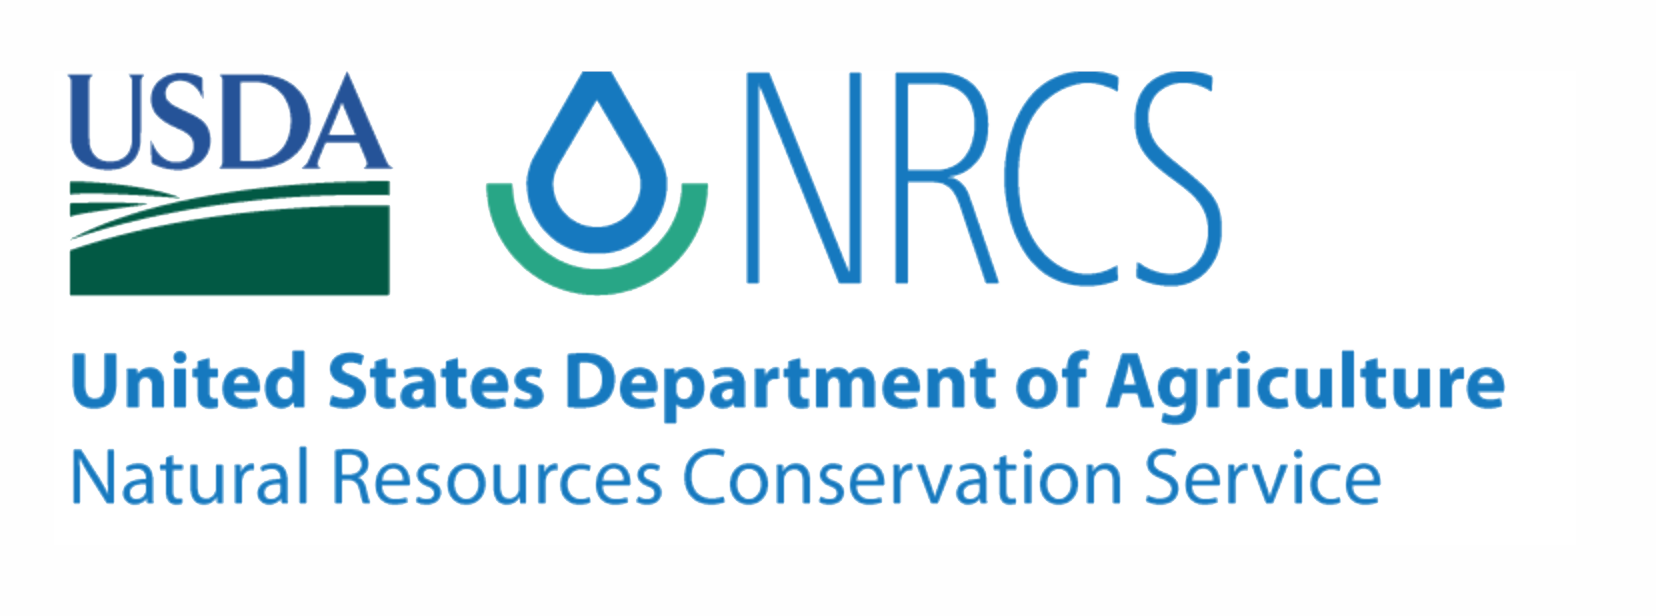 USDA NRCS
United States Department of Agriculture
Natural Resources Conservation Service